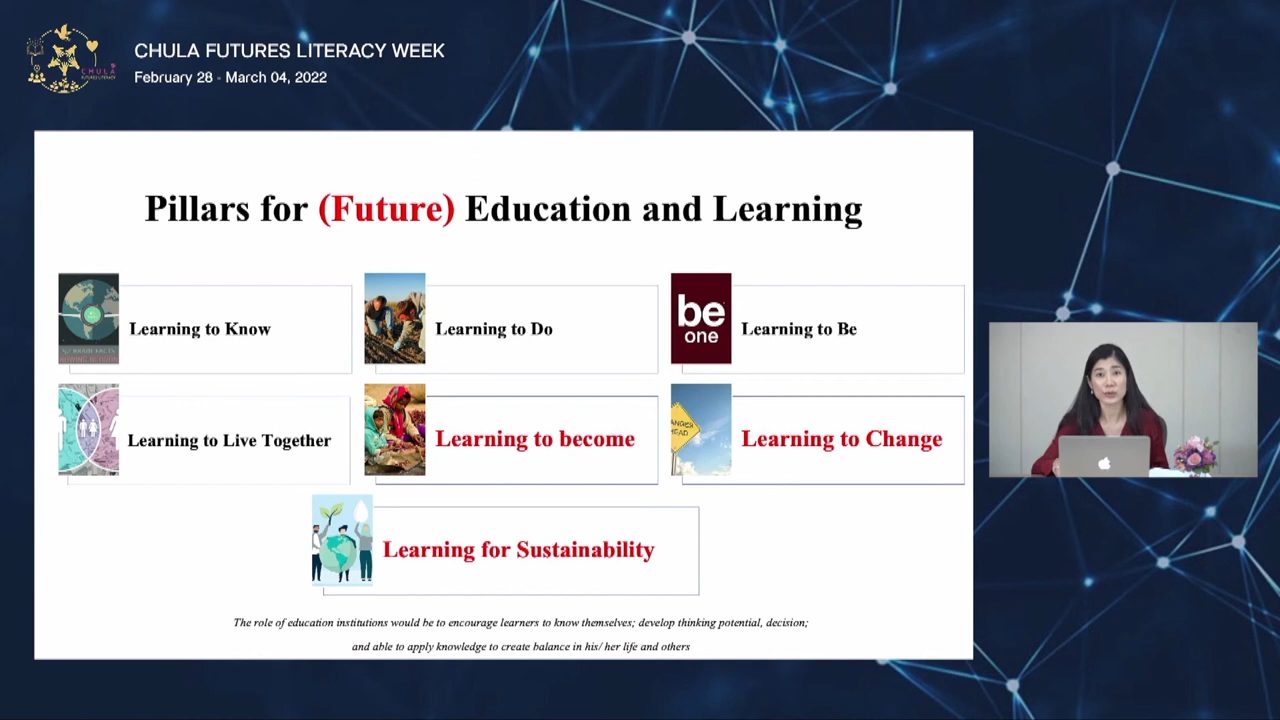 CHULA FUTURES LITERACY WEEK
February 28 - March 04, 2022
CHULA
FUTURES LITERACY
Pillars for (Future) Education and Learning
Learning to Know
be
one
Learning to Do
Learning to Be
Learning to Live Together
Learning to become
Learning to Change
Learning for Sustainability
The role of education institutions would be to encourage learners to know themselves; develop thinking potential, decision;
and able to apply knowledge to create balance in his/ her life and others